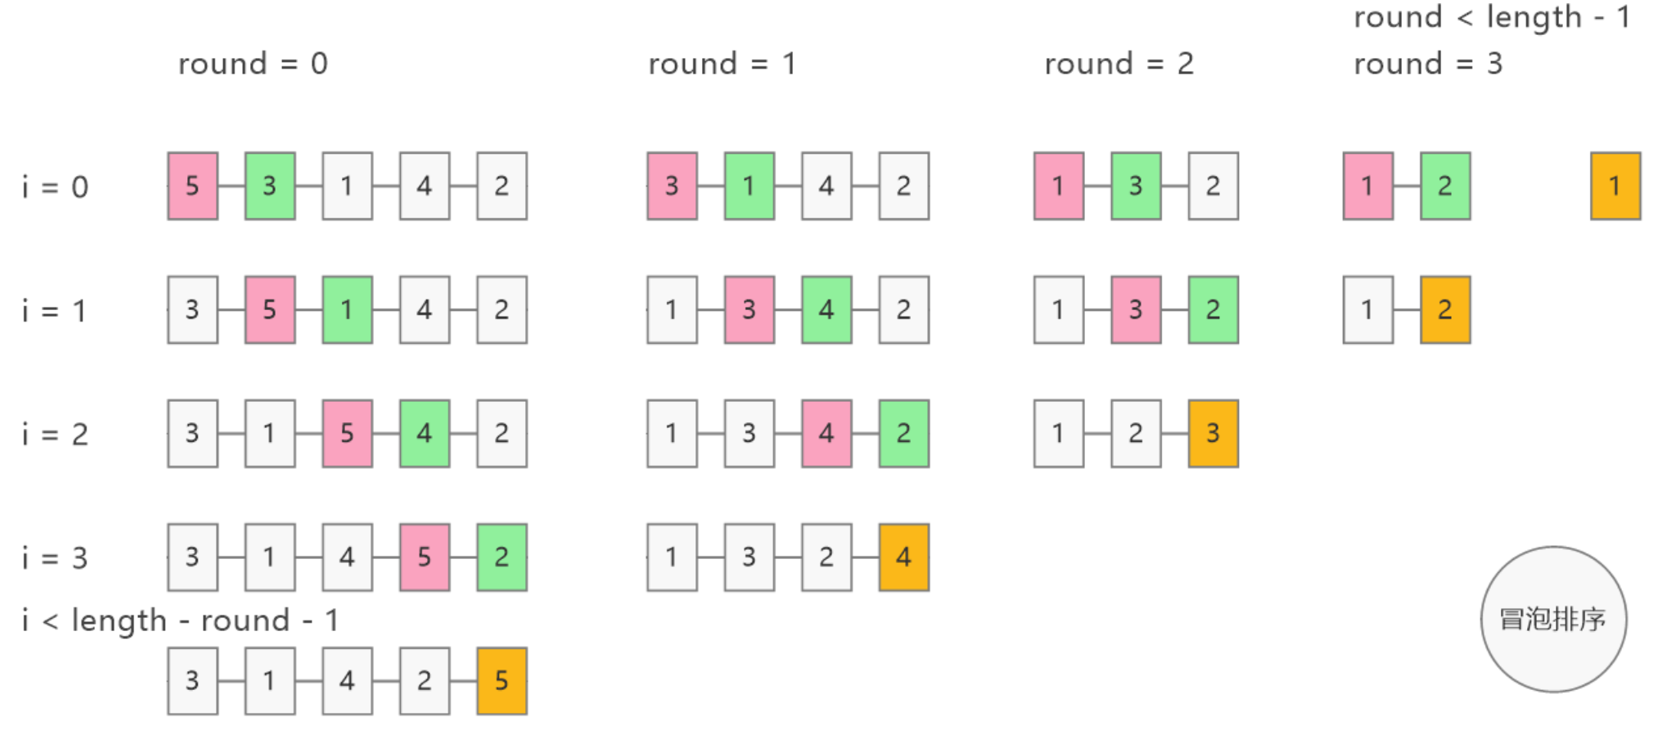 round < length - 1
round = 0 round = 1 round = 2 round = 3
i = 0 5 3 1 4 2 3 1 4 2 1 3 2 1 2 1
i = 1 3 5 1 4 2 1 3 4 2 1 3 2 1 2
i = 2 3 1 5 4 2 1 3 4 2 1 2 3
i = 3 3 1 4 5 2 1 3 2 4
i < length - round - 1
冒泡排序
3 1 4 2 5